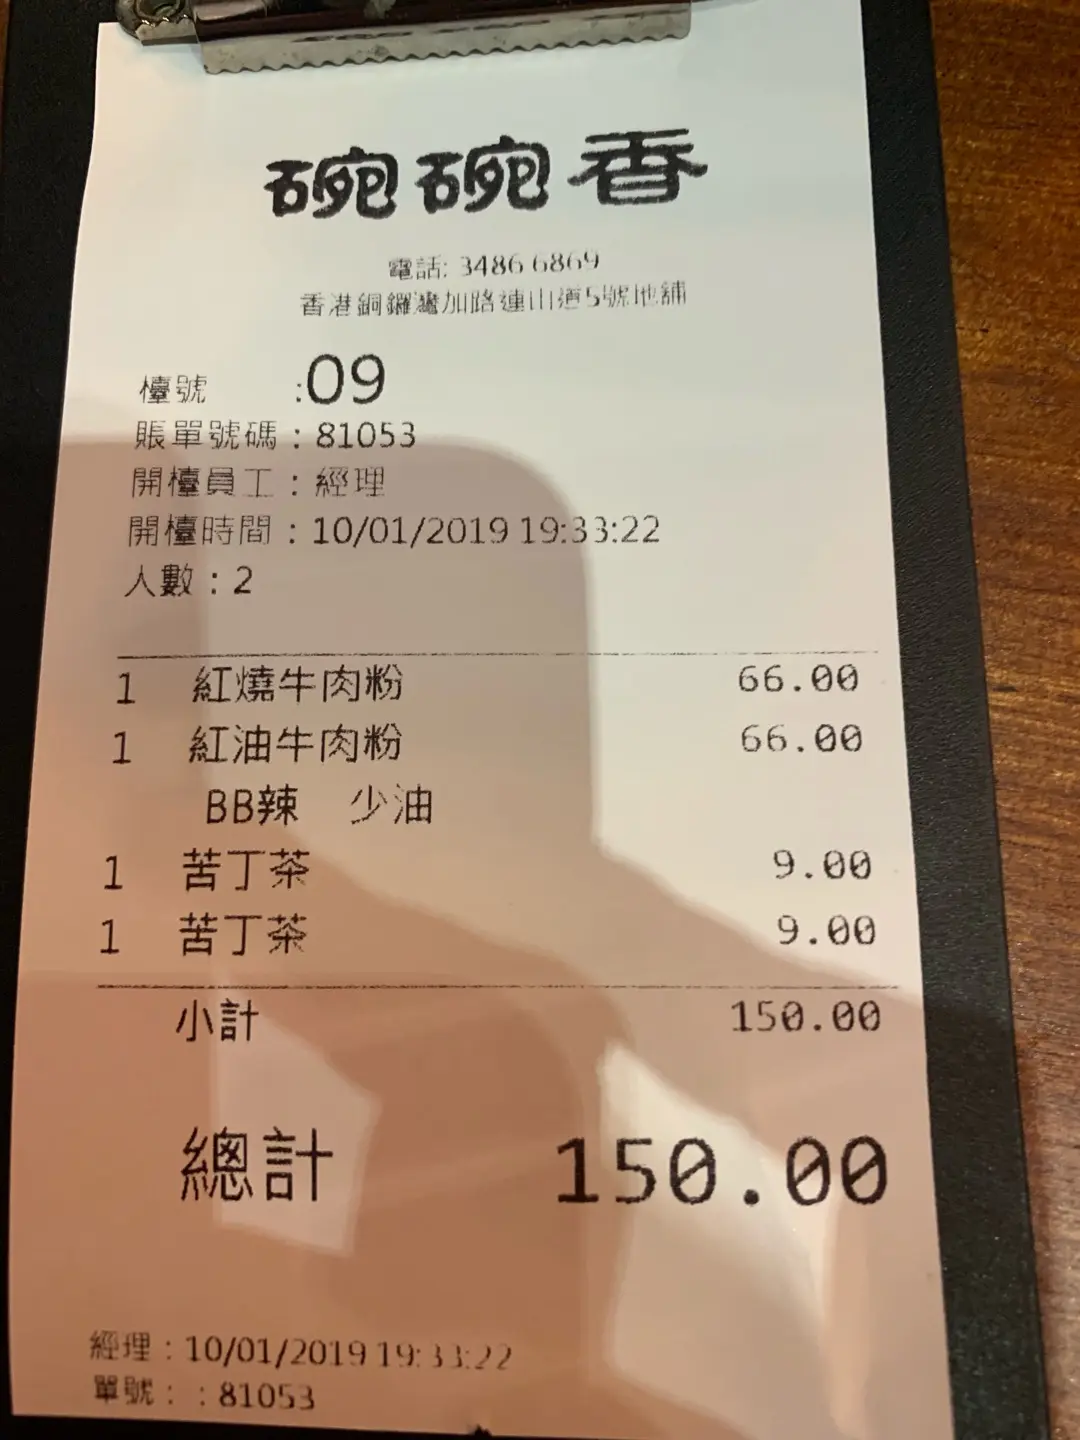 碗碗香
電話: 3486 6869
香港銅鑼灣加路連山道5號地舖
檯號 :09
賬單號碼：81053
開檯員工：經理
開檯時間：10/01/2019 19:33:22
人數：2
1 紅燒牛肉粉 66.00
1 紅油牛肉粉 66.00
BB辣 少油
1 苦丁茶 9.00
1 苦丁茶 9.00
小計 150.00
總計 150.00
經理：10/01/2019 19:33:22
單號：：81053